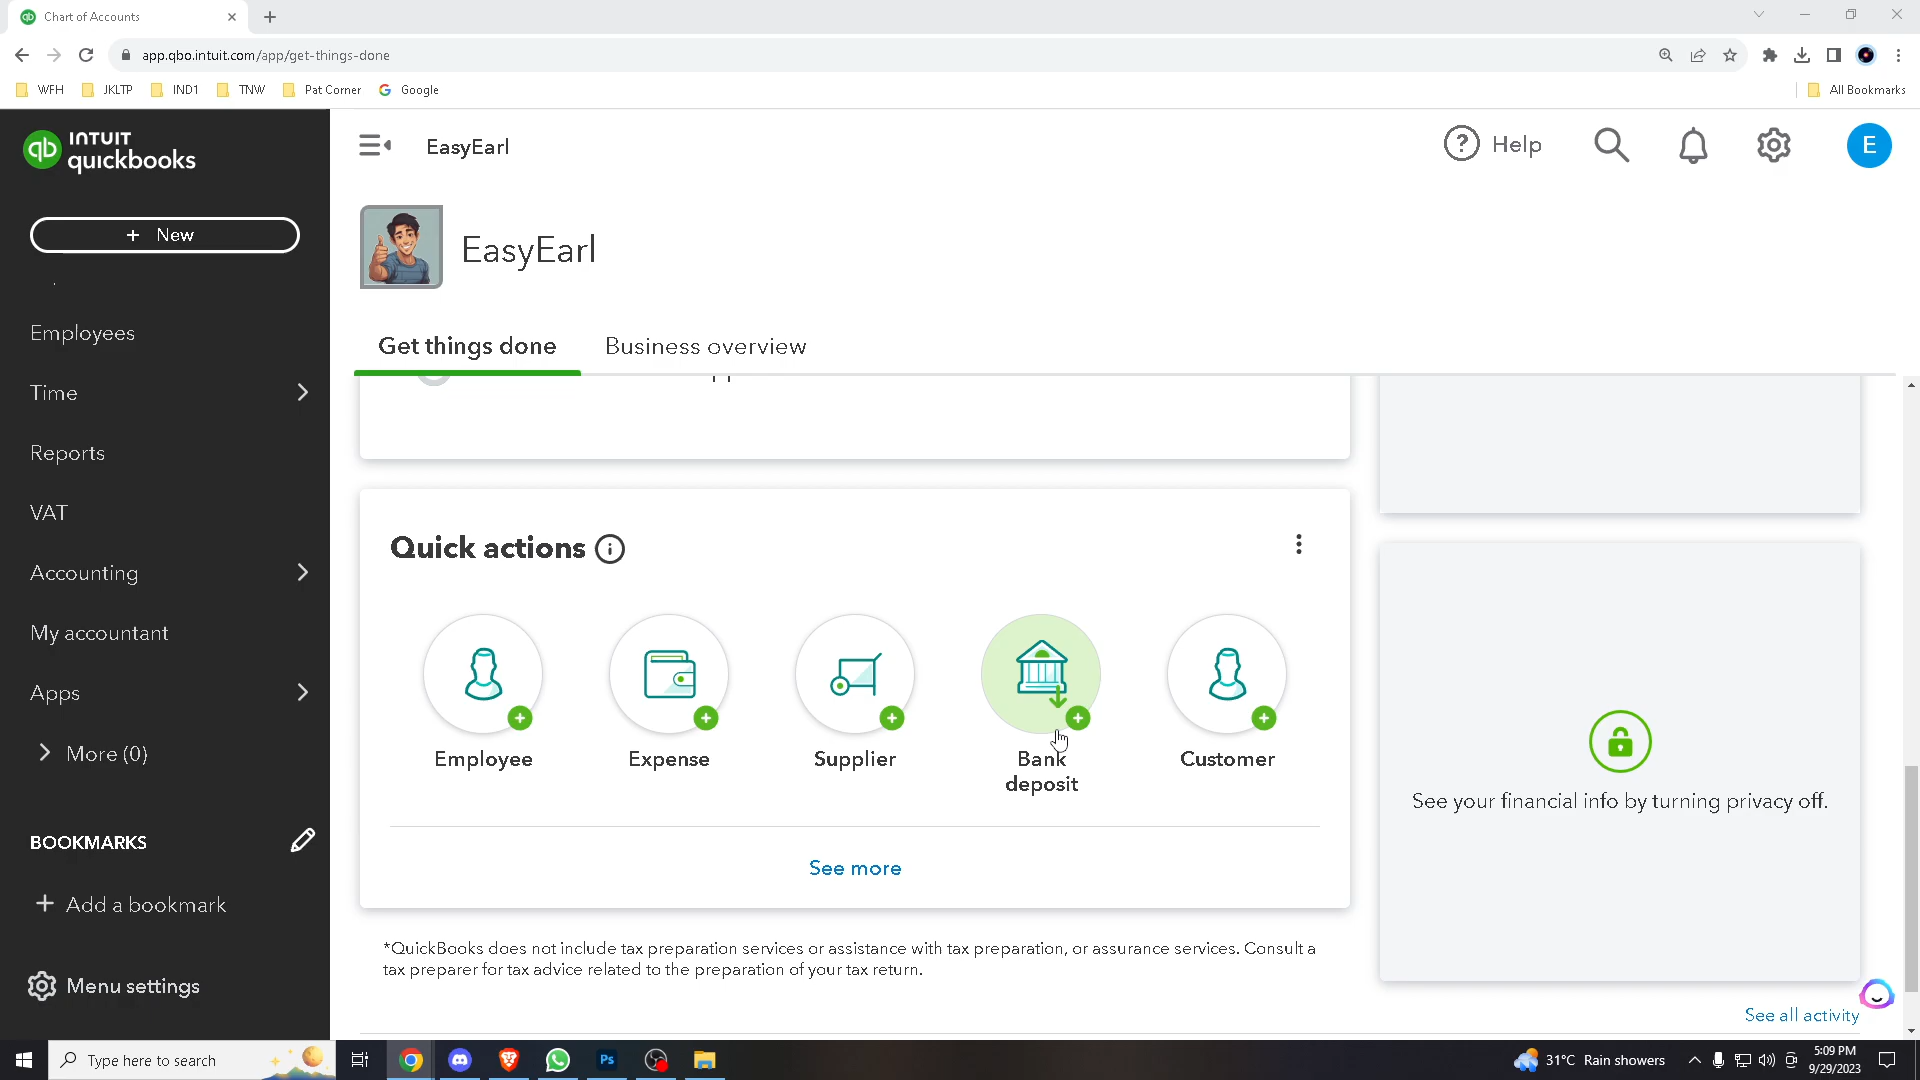 Chart of Accounts
app.qbo.intuit.com/app/get-things-done
WFH
JKLTP
IND1
TNW
Pat Corner
Google
All Bookmarks
INTUIT
quickbooks
EasyEarl
Help
E
+ New
EasyEarl
Get things done
Business overview
Employees
Time
Reports
VAT
Accounting
My accountant
Apps
More (0)
BOOKMARKS
+ Add a bookmark
Menu settings
Quick actions
Employee
Expense
Supplier
Bank
deposit
Customer
See more
See your financial info by turning privacy off.
*QuickBooks does not include tax preparation services or assistance with tax preparation, or assurance services. Consult a
tax preparer for tax advice related to the preparation of your tax return.
See all activity
Type here to search
31°C Rain showers
5:09 PM
9/29/2023